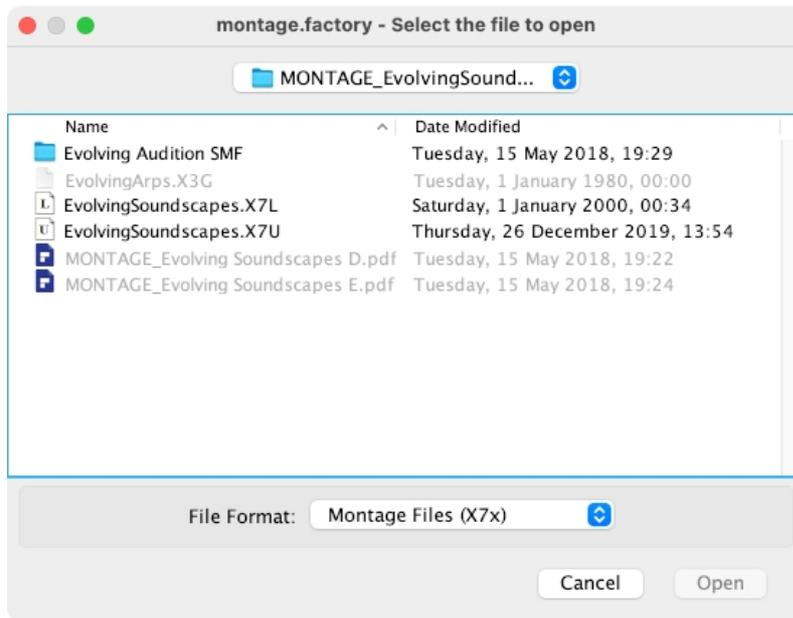 montage.factory - Select the file to open
MONTAGE_EvolvingSound...
Name Date Modified
Evolving Audition SMF Tuesday, 15 May 2018, 19:29
EvolvingArps.X3G Tuesday, 1 January 1980, 00:00
L EvolvingSoundscapes.X7L Saturday, 1 January 2000, 00:34
U EvolvingSoundscapes.X7U Thursday, 26 December 2019, 13:54
MONTAGE_Evolving Soundscapes D.pdf Tuesday, 15 May 2018, 19:22
MONTAGE_Evolving Soundscapes E.pdf Tuesday, 15 May 2018, 19:24
File Format: Montage Files (X7x)
Cancel Open